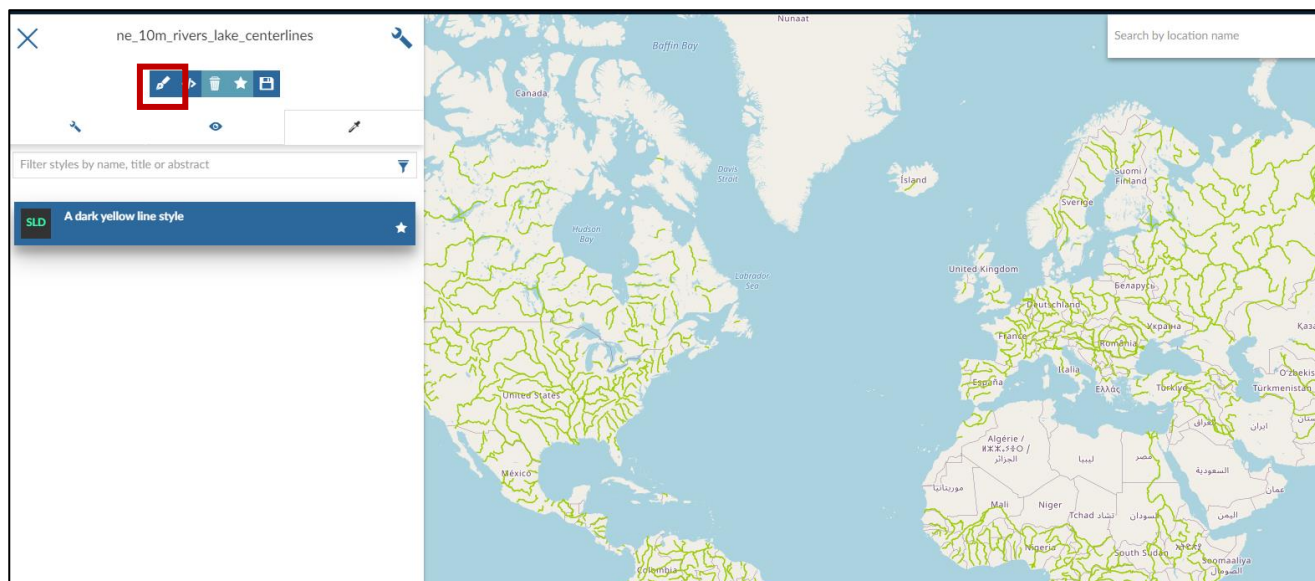 ne_10m_rivers_lake_centerlines
Filter styles by name, title or abstract
SLD
A dark yellow line style
Search by location name
Nunaat
Baffin Bay
Canada
Davis
Strait
Ísland
Suomi /
Finland
Sverige
Hudson
Bay
United Kingdom
Labrador
Sea
Беларусь
Deutschland
Україна
France
România
Italia
España
Ελλάς
Türkiye
Türkmenistan
United States
العراق
ایران
Algérie /
الجزائر
ليبيا
مصر
السعودية
México
موريتانيا
عمان
Mali
Niger
Tchad تشاد
السودان
اليمن
Nigeria
South Sudan
Soomaaliya
الصومال
Colombia